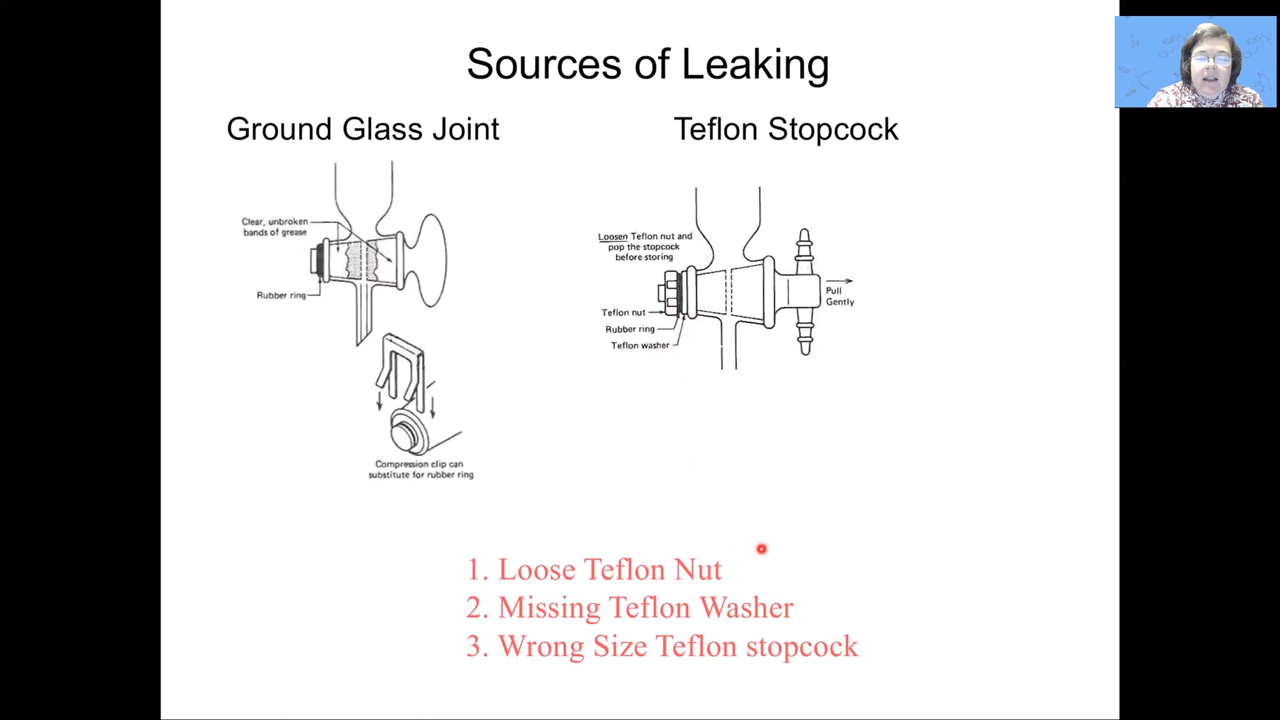 Sources of Leaking
Ground Glass Joint
Clear, unbroken
bands of grease
Rubber ring
Compression clip can
substitute for rubber ring
Teflon Stopcock
Loosen Teflon nut and
pop the stopcock
before storing
Teflon nut
Rubber ring
Teflon washer
Pull
Gently
1. Loose Teflon Nut
2. Missing Teflon Washer
3. Wrong Size Teflon stopcock